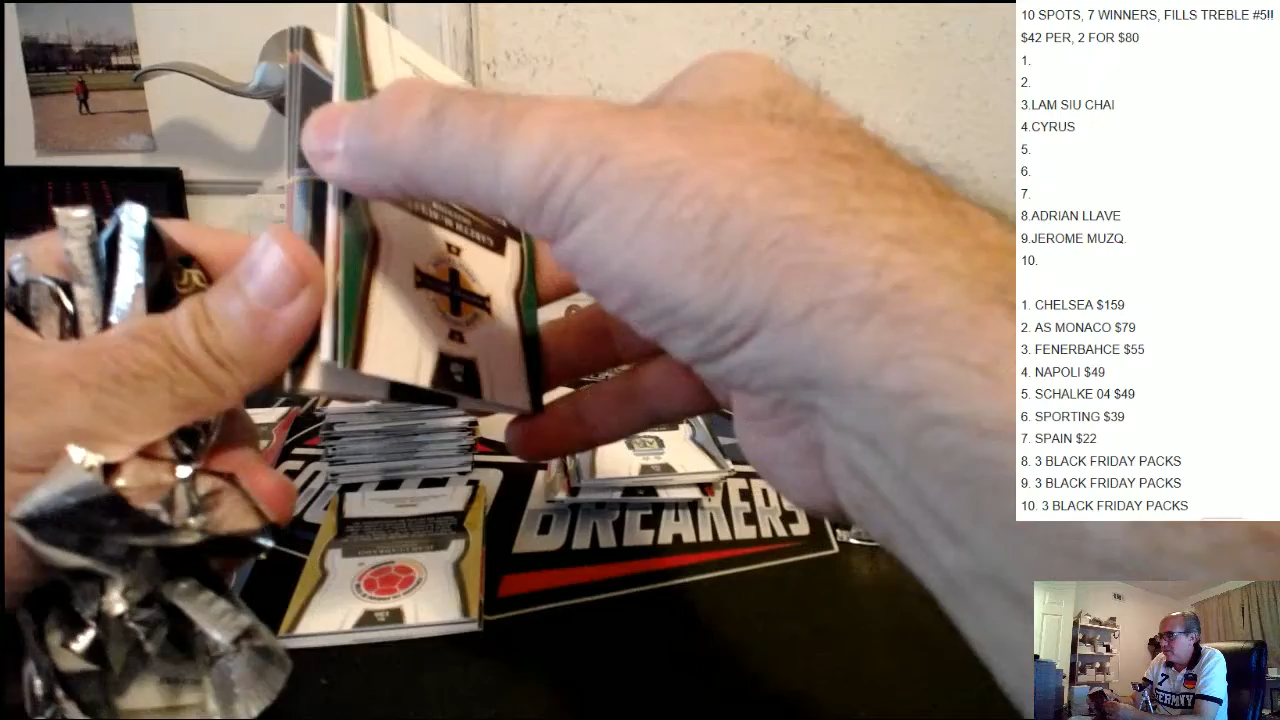 10 SPOTS, 7 WINNERS, FILLS TREBLE #5!!
$42 PER, 2 FOR $80
1.
2.
3.LAM SIU CHAI
4.CYRUS
5.
6.
7.
8.ADRIAN LLAVE
9.JEROME MUZQ.
10.
1. CHELSEA $159
2. AS MONACO $79
3. FENERBAHCE $55
4. NAPOLI $49
5. SCHALKE 04 $49
6. SPORTING $39
7. SPAIN $22
8. 3 BLACK FRIDAY PACKS
9. 3 BLACK FRIDAY PACKS
10. 3 BLACK FRIDAY PACKS
BREAKERS